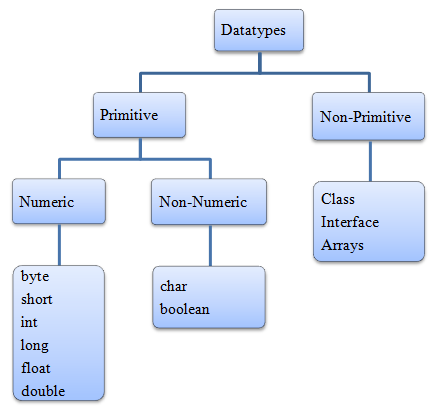 Datatypes
Primitive
Non-Primitive
Numeric
Non-Numeric
Class
Interface
Arrays
byte
short
int
long
float
double
char
boolean